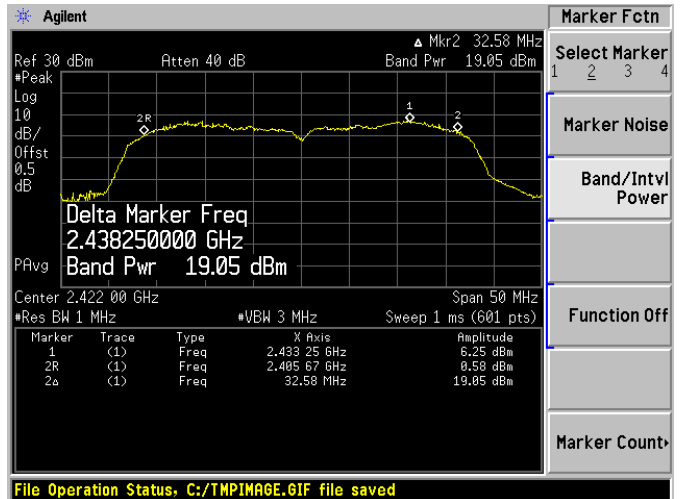 Agilent
Marker Fctn
Δ Mkr2 32.58 MHz
Ref 30 dBm Atten 40 dB Band Pwr 19.05 dBm
#Peak
Log
10
dB/
Offst
0.5
dB
2R
1
2
Delta Marker Freq
2.438250000 GHz
Band Pwr 19.05 dBm
PAvg
Center 2.422 00 GHz Span 50 MHz
#Res BW 1 MHz #VBW 3 MHz Sweep 1 ms (601 pts)
Marker Trace Type X Axis Amplitude
1 (1) Freq 2.433 25 GHz 6.25 dBm
2R (1) Freq 2.405 67 GHz 0.58 dBm
2Δ (1) Freq 32.58 MHz 19.05 dBm
Select Marker
1 2 3 4
Marker Noise
Band/Intvl
Power
Function Off
Marker Count▸
File Operation Status, C:/TMPIMAGE.GIF file saved